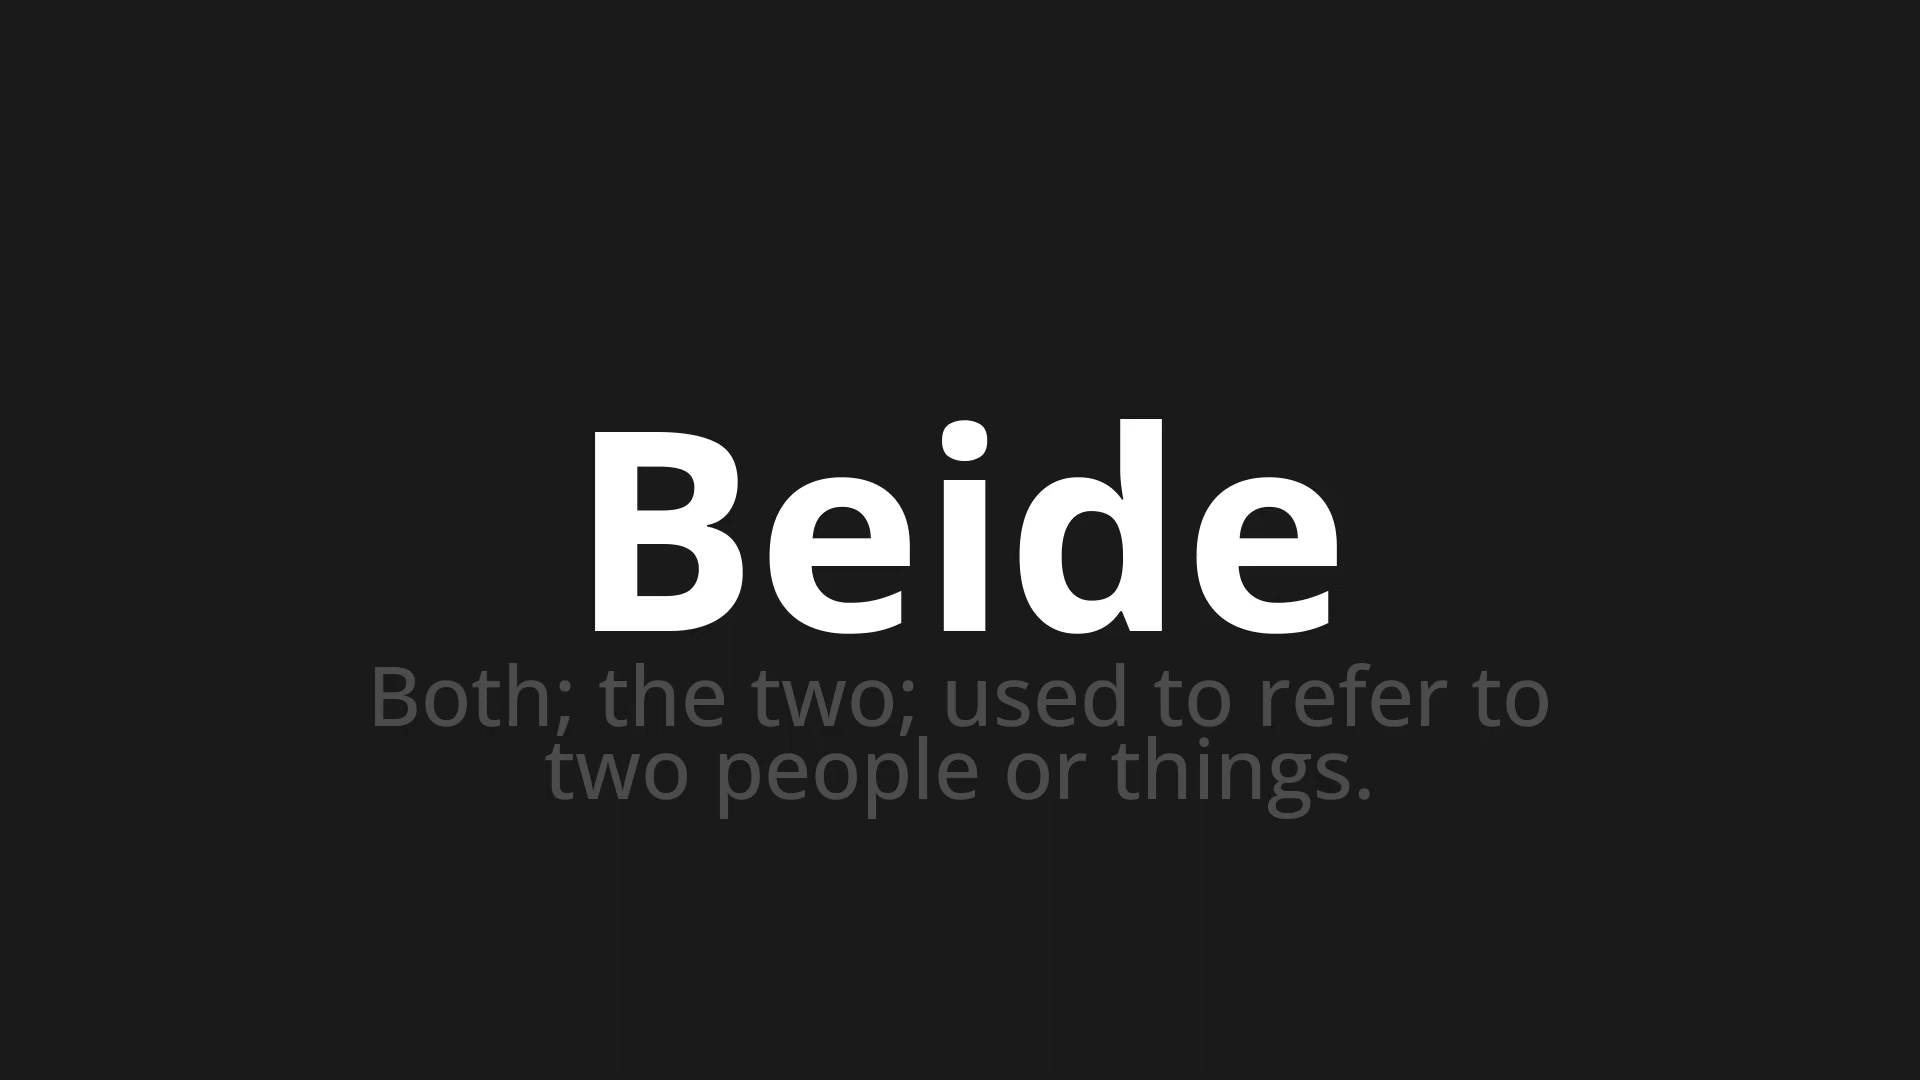 Beide
Both; the two; used to refer to
two people or things.